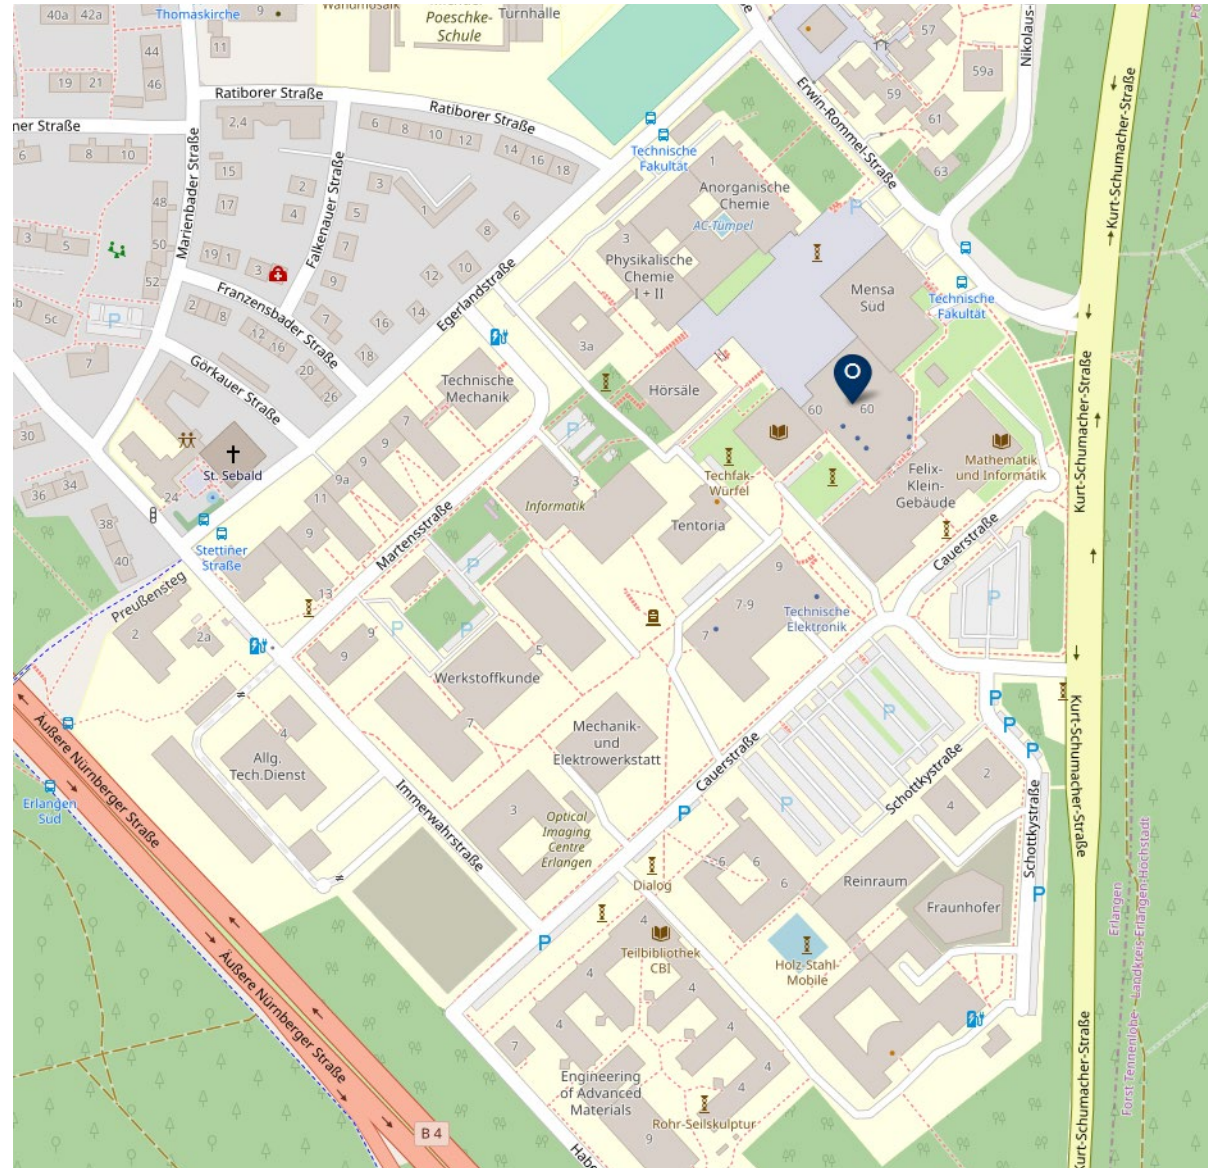 Thomaskirche
9
40a
42a
Wandmosaik
Poeschke-
Schule
Turnhalle
57
11
44
46
19
21
59a
Nikolaus-
59
61
Ratiborer Straße
2,4
Ratiborer Straße
Erwin-Rommel-Straße
ner Straße
6
8
10
6
8
10
12
14
16
18
Technische
Fakultät
1
63
15
2
3
17
4
5
1
6
8
Marienbader Straße
Falkenauer Straße
Anorganische
Chemie
AC-Tümpel
P
Kurt-Schumacher-Straße
48
50
52
3
5
19
1
3
7
9
12
10
14
3
Physikalische
Chemie
I + II
Mensa
Süd
Technische
Fakultät
5b
5c
P
7
2
8
12
16
7
16
18
20
26
Franzensbader Straße
Egerlandstraße
Görkauer Straße
3a
Technische
Mechanik
Hörsäle
60
60
Kurt-Schumacher-Straße
30
St. Sebald
24
36
34
38
40
7
9
9
9a
11
9
P
3
1
Informatik
Techfak-
Würfel
Tentoria
Felix-
Klein-
Gebäude
Mathematik
und Informatik
Stettiner
Straße
Martensstraße
Cauerstraße
Preußensteg
13
P
P
P
9
7-9
7
Technische
Elektronik
P
2
2a
9
5
Werkstoffkunde
7
Mechanik-
und
Elektrowerkstatt
P
P
P
P
Kurt-Schumacher-Straße
Äußere Nürnberger Straße
4
Allg.
Tech.Dienst
Immerwahrstraße
Cauerstraße
P
P
Schottkystraße
2
4
Schottkystraße
Erlangen
Süd
3
Optical
Imaging
Centre
Erlangen
Dialog
6
6
6
Reinraum
Fraunhofer
P
Erlangen
Landkreis Erlangen-Höchstadt
Forst Tennenlohe
P
4
Teilbibliothek
CBI
Holz-Stahl-
Mobile
Äußere Nürnberger Straße
4
4
4
4
7
4
4
4
Engineering
of Advanced
Materials
Rohr-Seilskulptur
9
B 4
Kurt-Schumacher-Straße